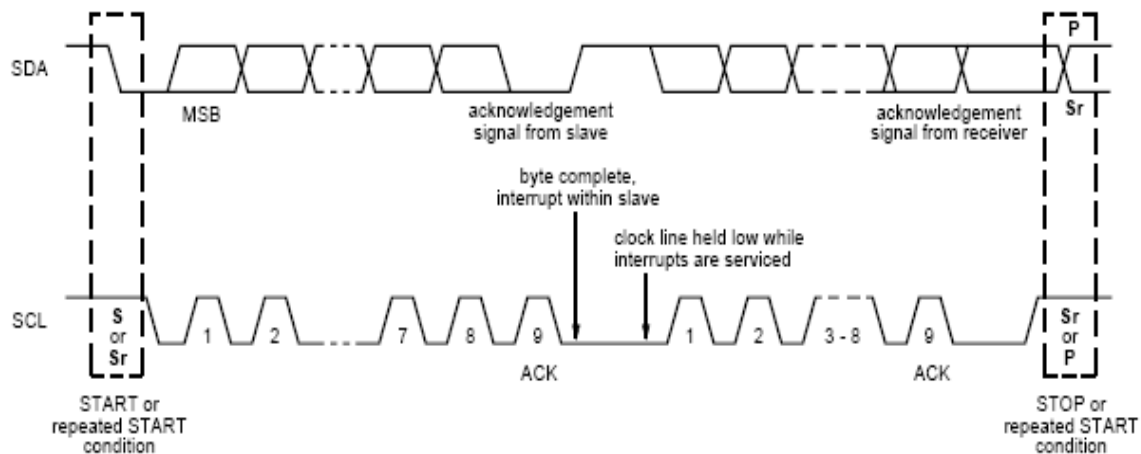 P
SDA
MSB
acknowledgement
signal from slave
acknowledgement
signal from receiver
Sr
byte complete,
interrupt within slave
clock line held low while
interrupts are serviced
SCL
S
or
Sr
1
2
7
8
9
1
2
3 - 8
9
Sr
or
P
ACK
ACK
START or
repeated START
condition
STOP or
repeated START
condition